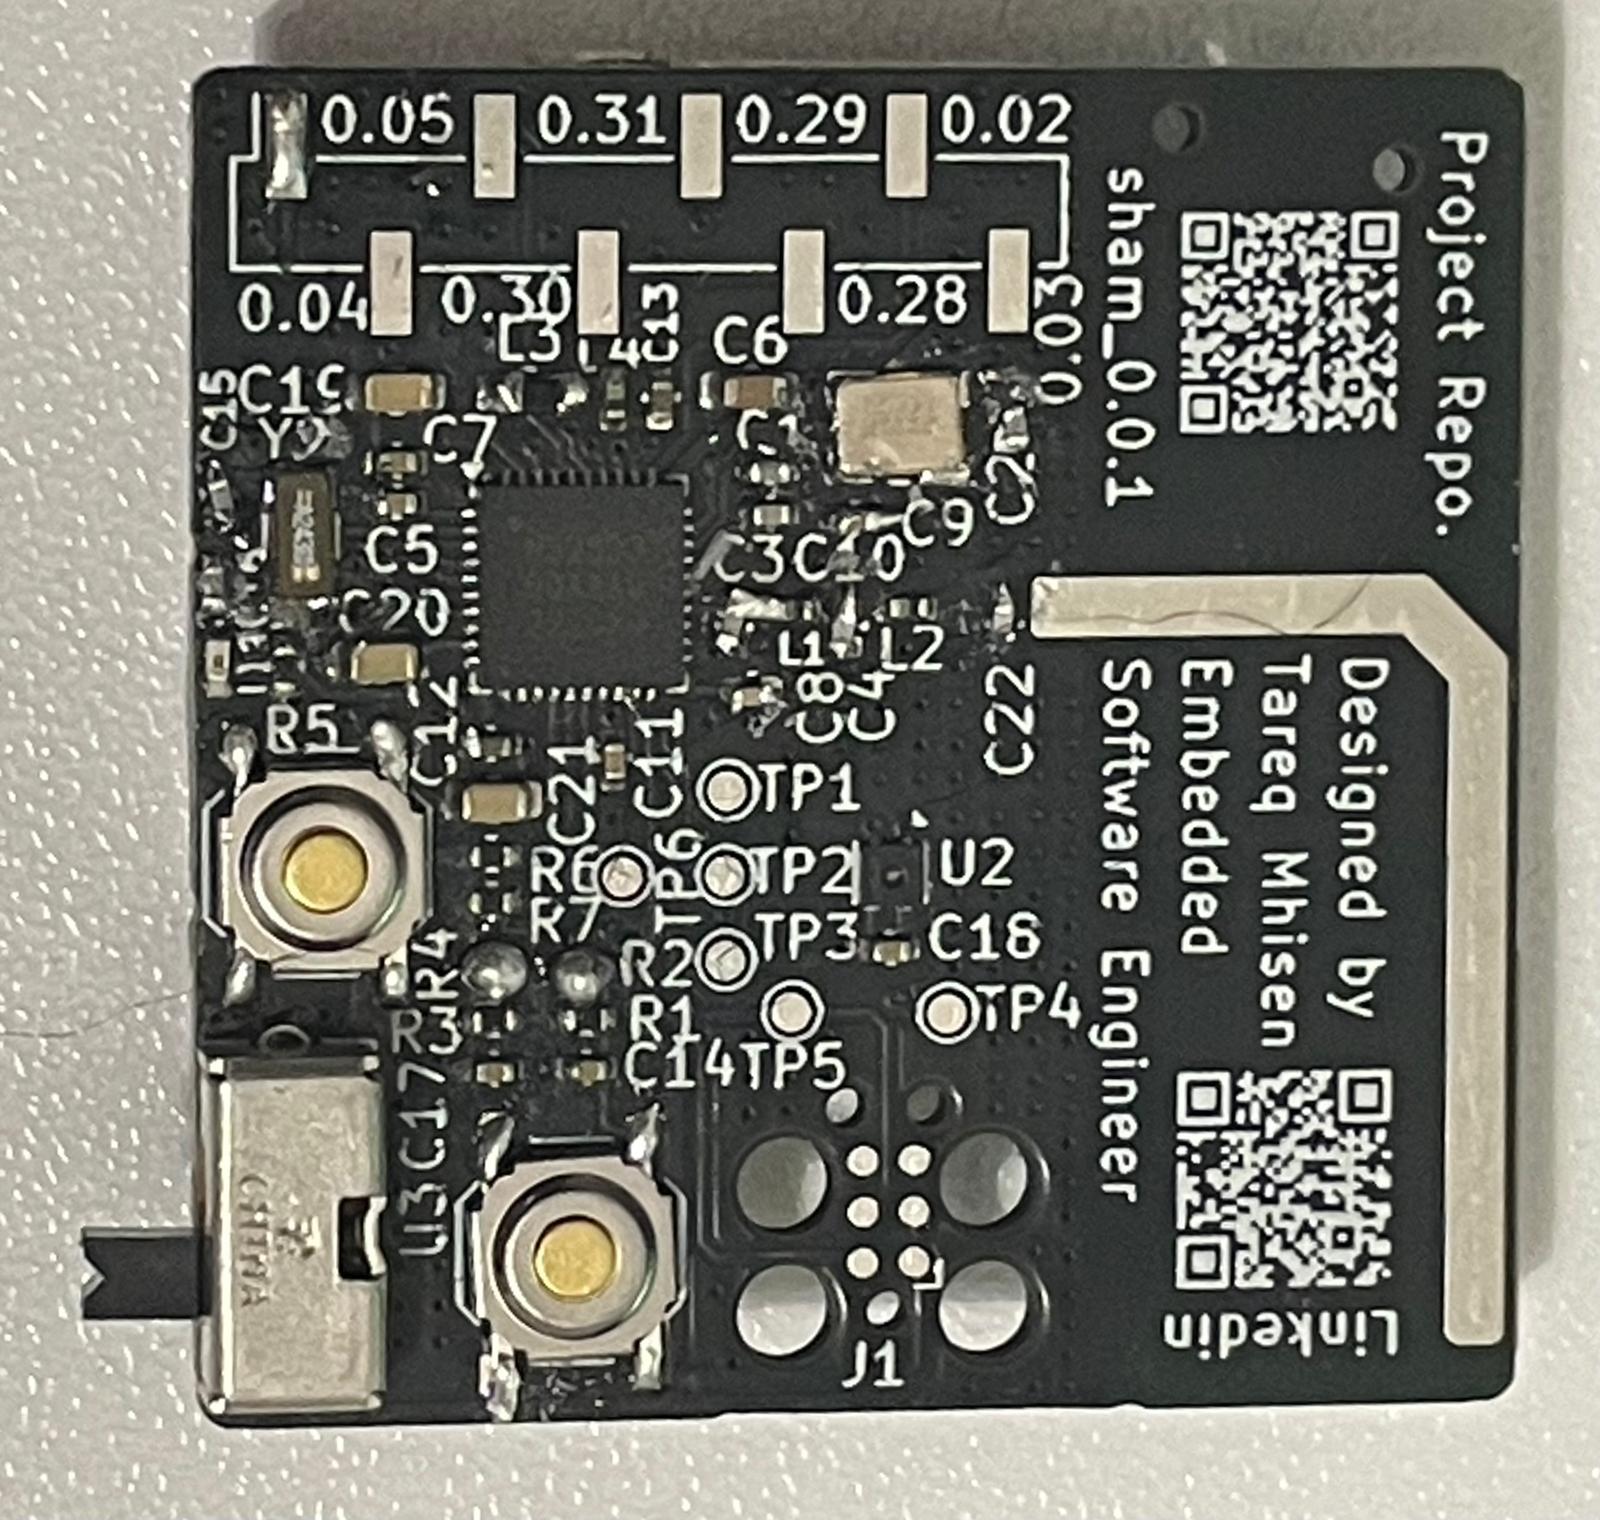 0.05 0.31 0.29 0.02
0.04 0.30 0.28 0.03
L3 L4 C13 C6
C15 C19
Y2 C7 C1
C2
C9
C5 C3 C10
C20
L1 L2
R5 C12 C8 C4 C22
C21 C11
TP1
R6 TP6 TP2 U2
R7
TP3 C18
R2
R4
R3 R1 TP4
C14 TP5
U3 C17
CHINA
J1
sham_0.0.1
Project Repo.
Designed by
Tareq Mhisen
Embedded
Software Engineer
Linkedin